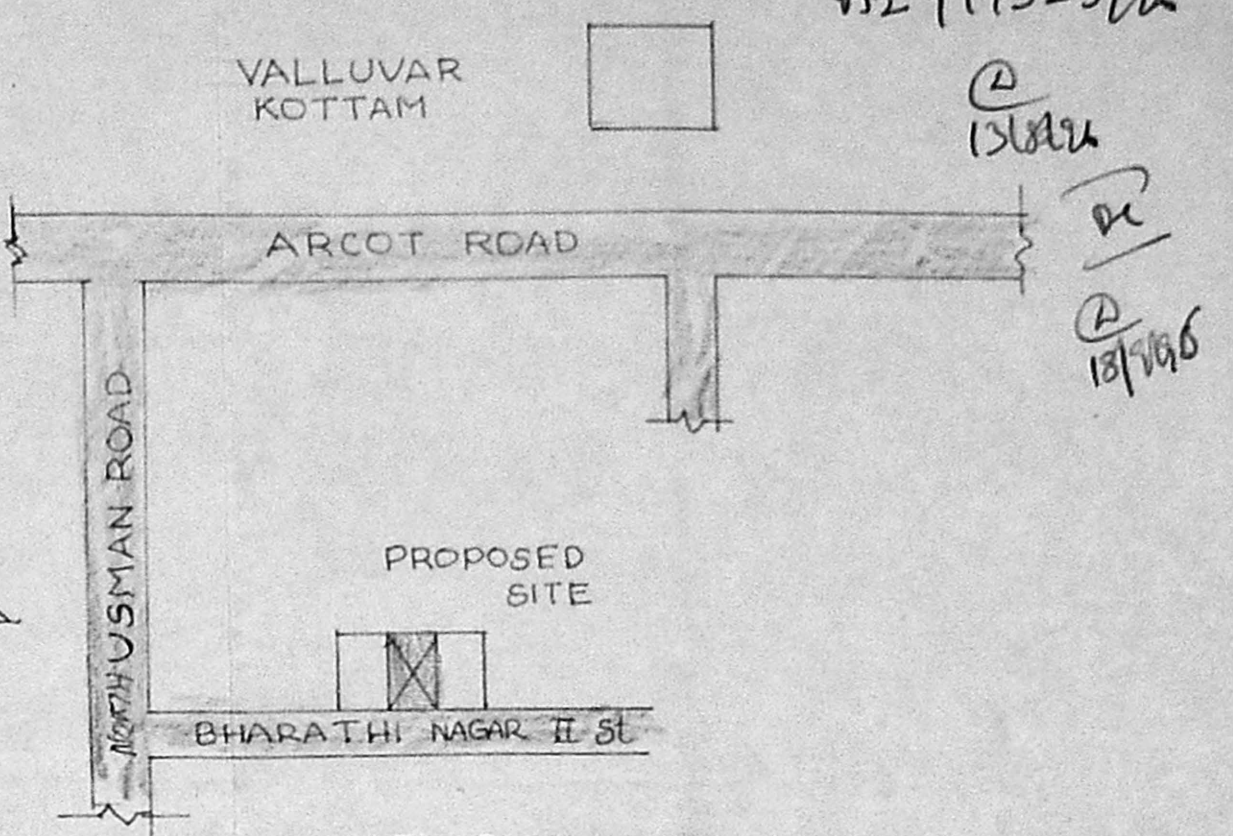 VALLUVAR
KOTTAM
ARCOT ROAD
NORTH USMAN ROAD
PROPOSED
SITE
BHARATHI NAGAR II St